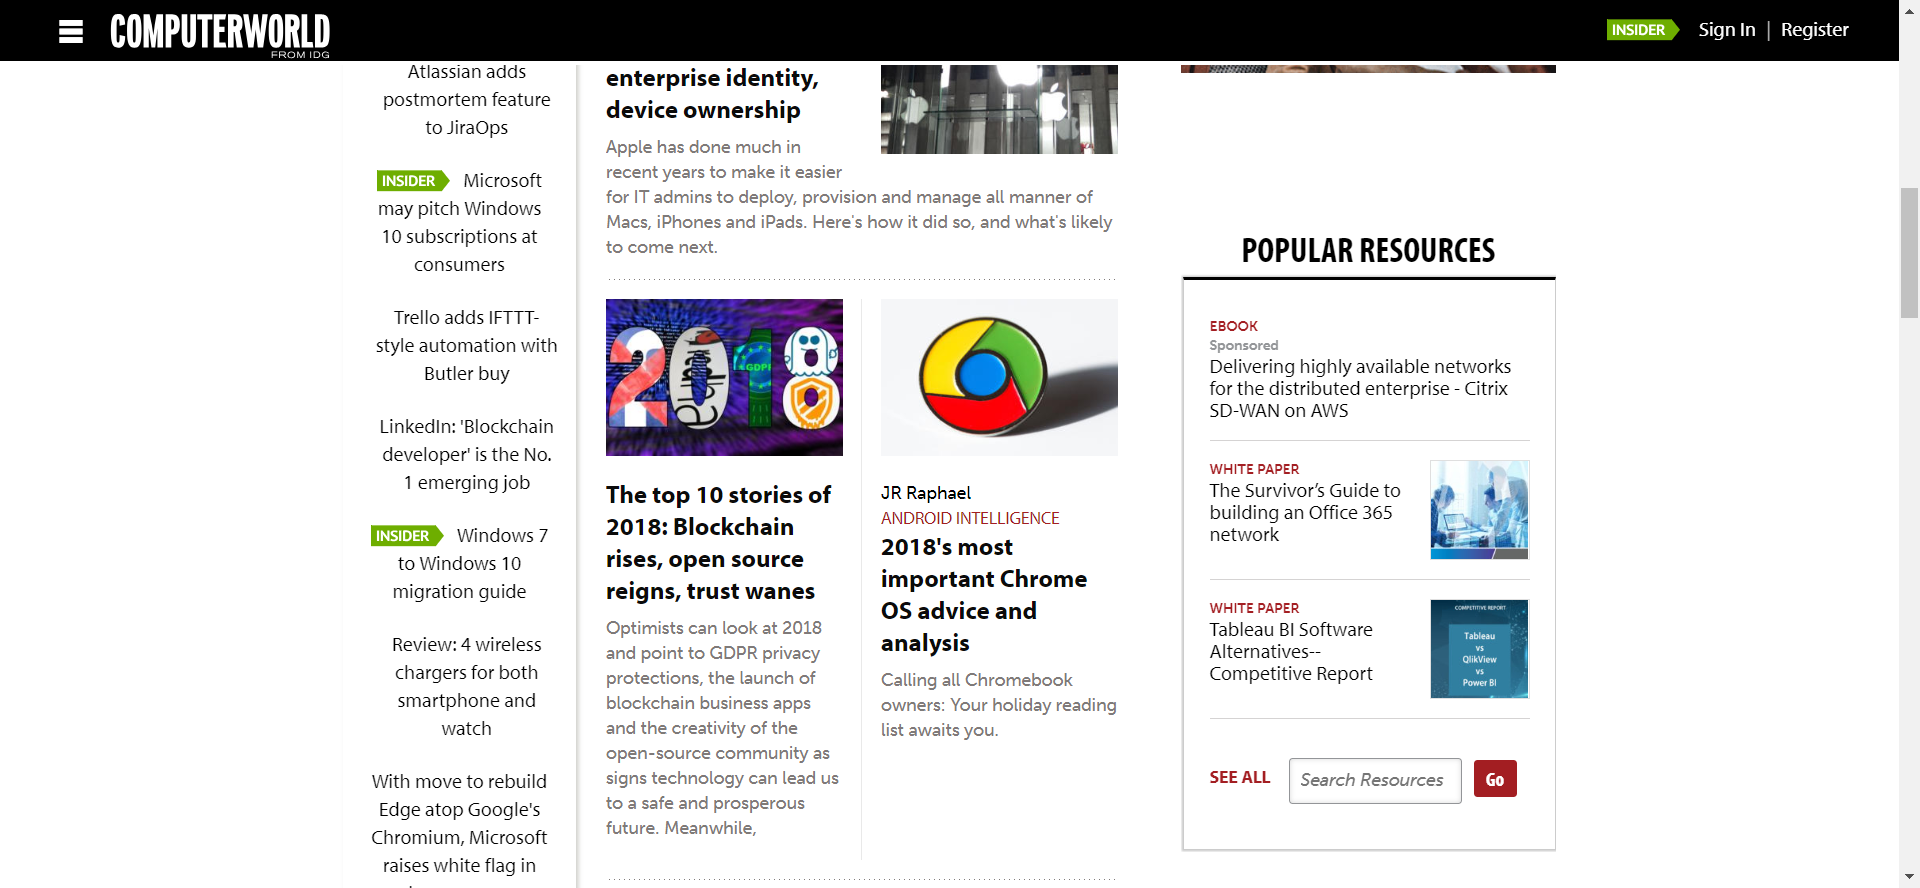 COMPUTERWORLD
FROM IDG
INSIDER Sign In | Register
Atlassian adds
postmortem feature
to JiraOps
INSIDER Microsoft
may pitch Windows
10 subscriptions at
consumers
Trello adds IFTTT-
style automation with
Butler buy
LinkedIn: 'Blockchain
developer' is the No.
1 emerging job
INSIDER Windows 7
to Windows 10
migration guide
Review: 4 wireless
chargers for both
smartphone and
watch
With move to rebuild
Edge atop Google's
Chromium, Microsoft
raises white flag in
enterprise identity,
device ownership
Apple has done much in
recent years to make it easier
for IT admins to deploy, provision and manage all manner of
Macs, iPhones and iPads. Here's how it did so, and what's likely
to come next.
2018
GDPR
The top 10 stories of
2018: Blockchain
rises, open source
reigns, trust wanes
Optimists can look at 2018
and point to GDPR privacy
protections, the launch of
blockchain business apps
and the creativity of the
open-source community as
signs technology can lead us
to a safe and prosperous
future. Meanwhile,
JR Raphael
ANDROID INTELLIGENCE
2018's most
important Chrome
OS advice and
analysis
Calling all Chromebook
owners: Your holiday reading
list awaits you.
POPULAR RESOURCES
EBOOK
Sponsored
Delivering highly available networks
for the distributed enterprise - Citrix
SD-WAN on AWS
WHITE PAPER
The Survivor’s Guide to
building an Office 365
network
WHITE PAPER
Tableau BI Software
Alternatives--
Competitive Report
COMPETITIVE REPORT
Tableau
vs
QlikView
vs
Power BI
SEE ALL Search Resources Go